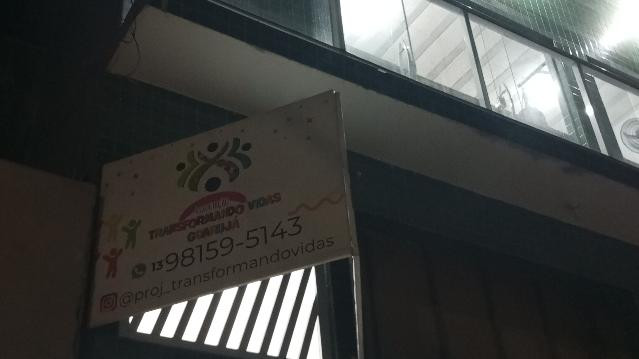 TRANSFORMANDO VIDAS
GUARUJÁ
13 98159-5143
@proj_transformandovidas